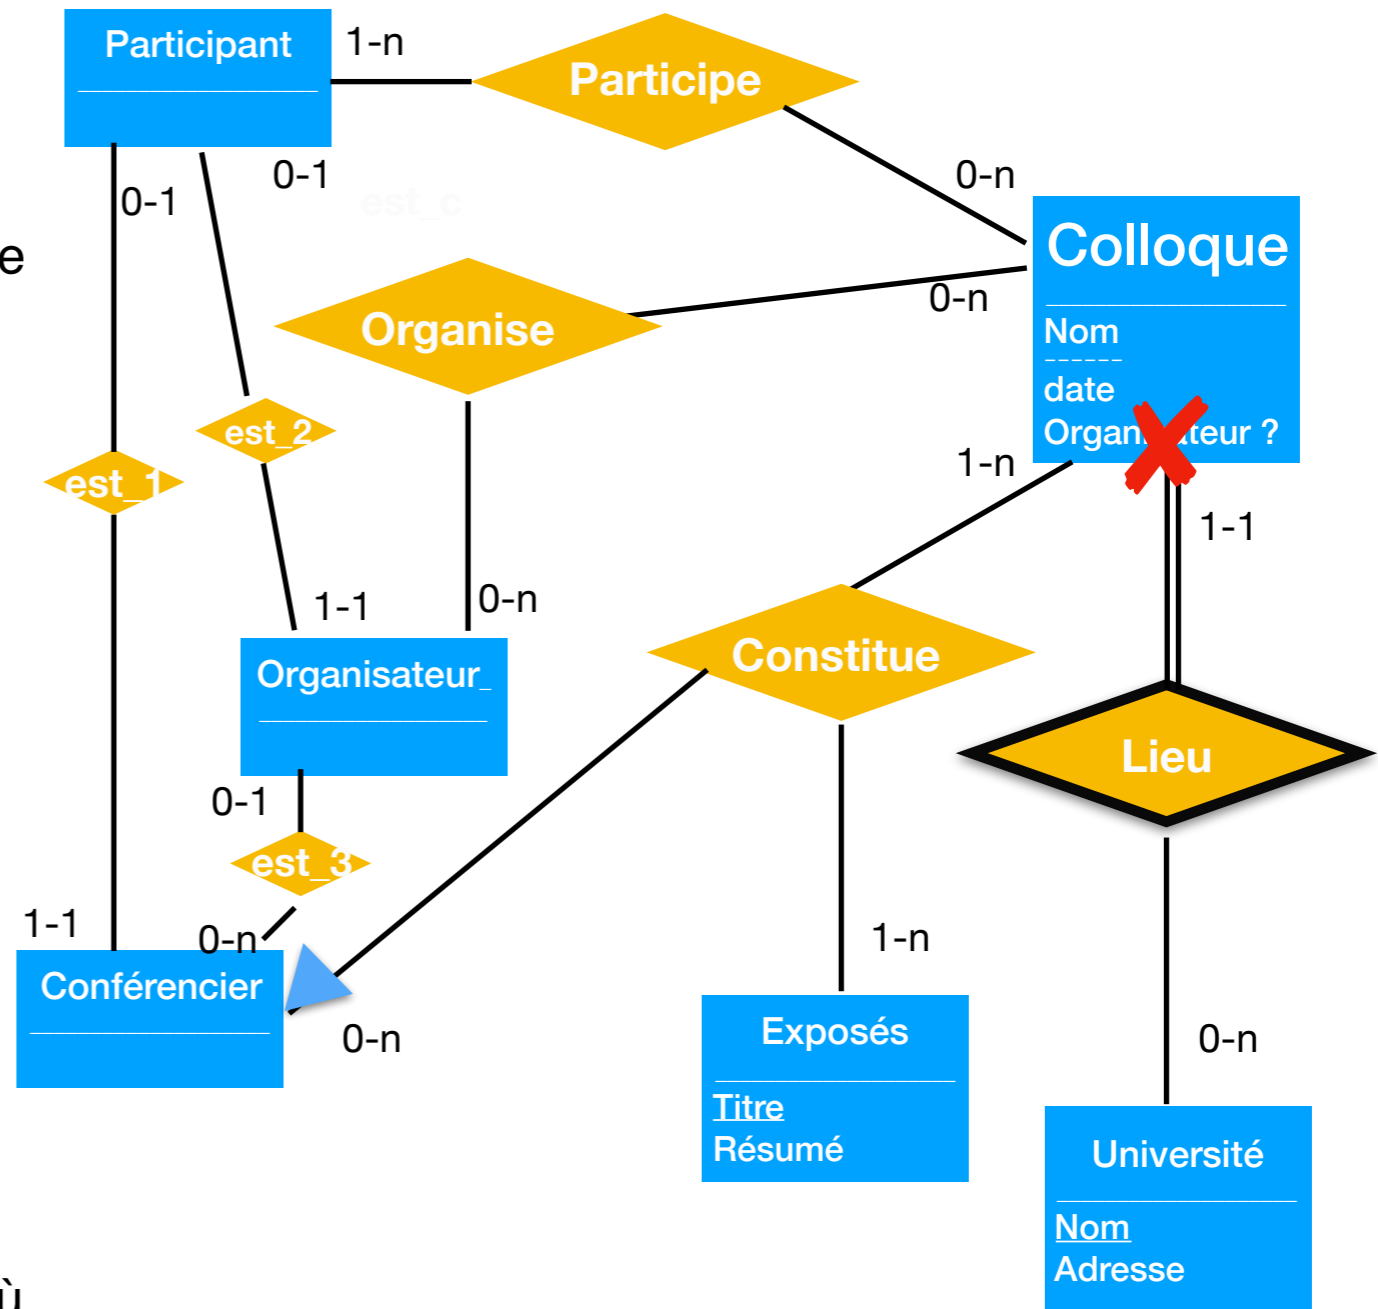 Participant
1-n
Participe
0-1
0-1
est_c
0-n
e
Colloque
Organise
0-n
Nom
date
Organisateur ?
est_2
1-n
est_1
1-1
1-1
0-n
Constitue
Organisateur_
Lieu
0-1
est_3
1-1
0-n
1-n
Conférencier
0-n
Exposés
0-n
Titre
Résumé
Université
Nom
Adresse
ù